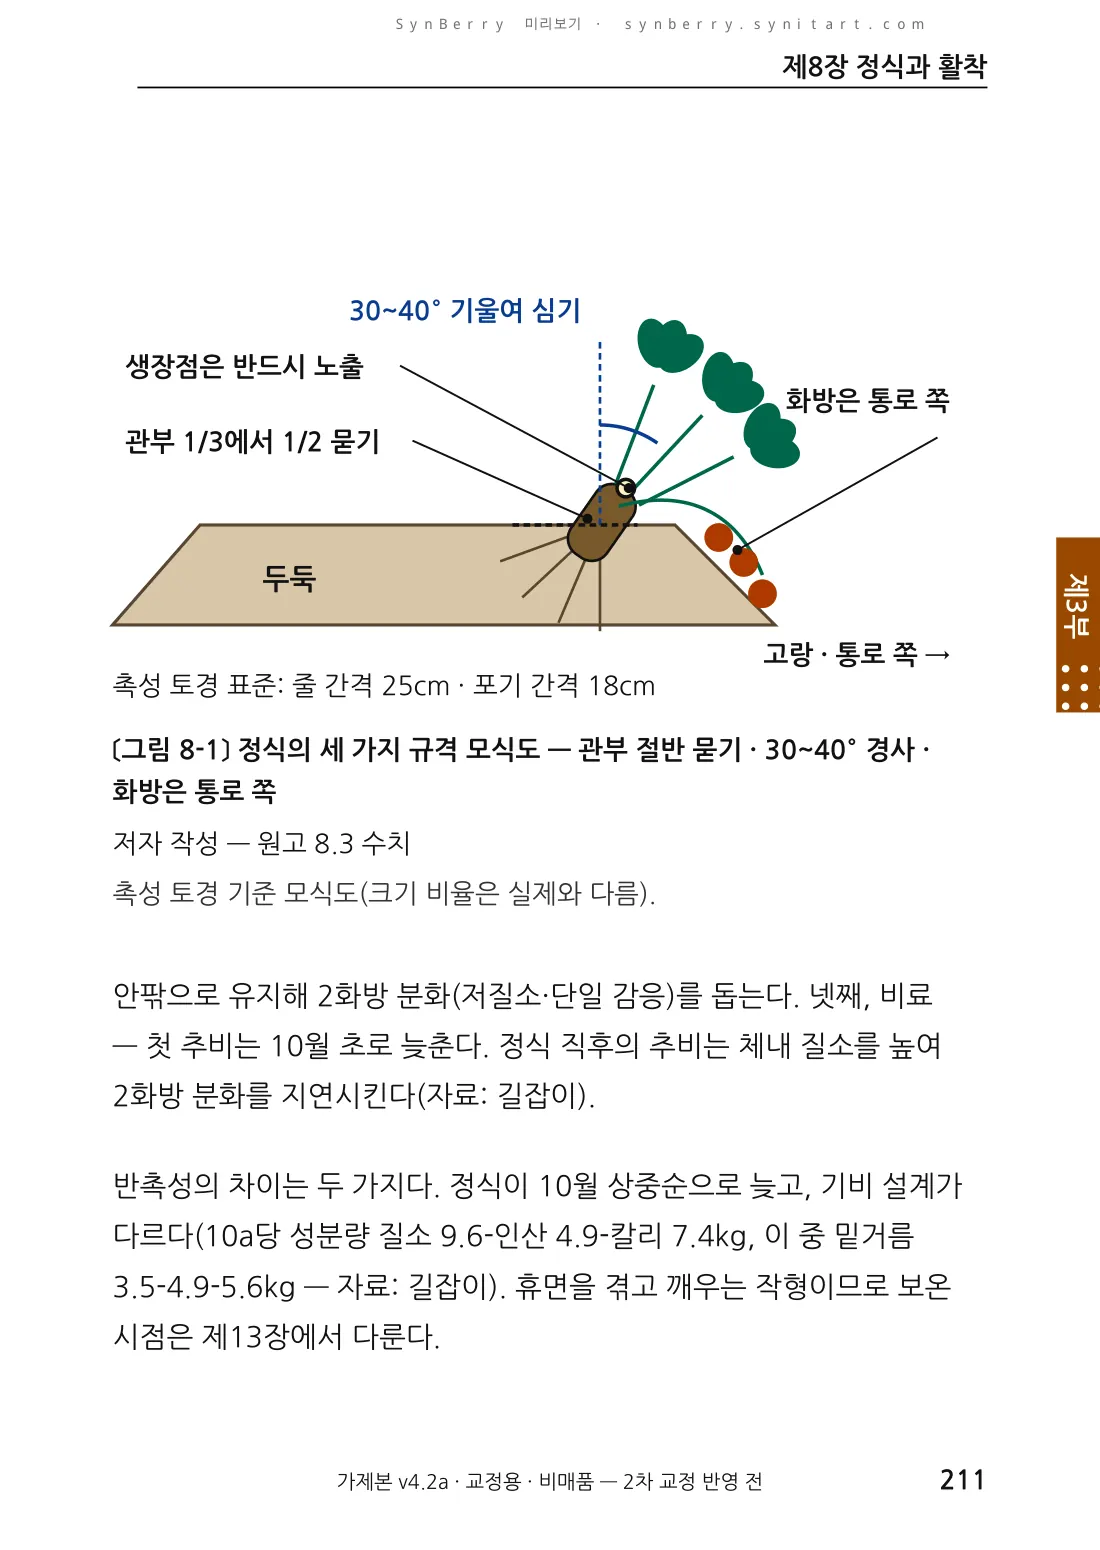 SynBerry 미리보기 · synberry.synitart.com
제8장 정식과 활착
30~40° 기울여 심기
생장점은 반드시 노출
화방은 통로 쪽
관부 1/3에서 1/2 묻기
두둑
제3부
고랑 · 통로 쪽 →
촉성 토경 표준: 줄 간격 25cm · 포기 간격 18cm
〔그림 8-1〕 정식의 세 가지 규격 모식도 — 관부 절반 묻기 · 30~40° 경사 ·
화방은 통로 쪽
저자 작성 — 원고 8.3 수치
촉성 토경 기준 모식도(크기 비율은 실제와 다름).
안팎으로 유지해 2화방 분화(저질소·단일 감응)를 돕는다. 넷째, 비료
— 첫 추비는 10월 초로 늦춘다. 정식 직후의 추비는 체내 질소를 높여
2화방 분화를 지연시킨다(자료: 길잡이).
반촉성의 차이는 두 가지다. 정식이 10월 상중순으로 늦고, 기비 설계가
다르다(10a당 성분량 질소 9.6-인산 4.9-칼리 7.4kg, 이 중 밑거름
3.5-4.9-5.6kg — 자료: 길잡이). 휴면을 겪고 깨우는 작형이므로 보온
시점은 제13장에서 다룬다.
가제본 v4.2a · 교정용 · 비매품 — 2차 교정 반영 전
211